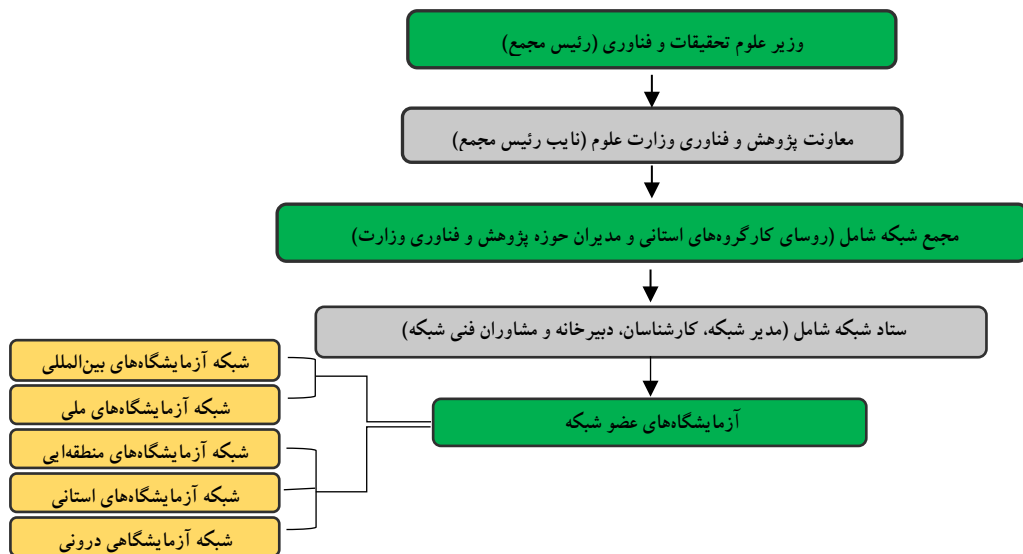 وزیر علوم تحقیقات و فناوری (رئیس مجمع)
معاونت پژوهش و فناوری وزارت علوم (نایب رئیس مجمع)
مجمع شبکه شامل (روسای کارگروه‌های استانی و مدیران حوزه پژوهش و فناوری وزارت)
ستاد شبکه شامل (مدیر شبکه، کارشناسان، دبیرخانه و مشاوران فنی شبکه)
آزمایشگاه‌های عضو شبکه
شبکه آزمایشگاه‌های بین‌المللی
شبکه آزمایشگاه‌های ملی
شبکه آزمایشگاه‌های منطقه‌ایی
شبکه آزمایشگاه‌های استانی
شبکه آزمایشگاهی درونی